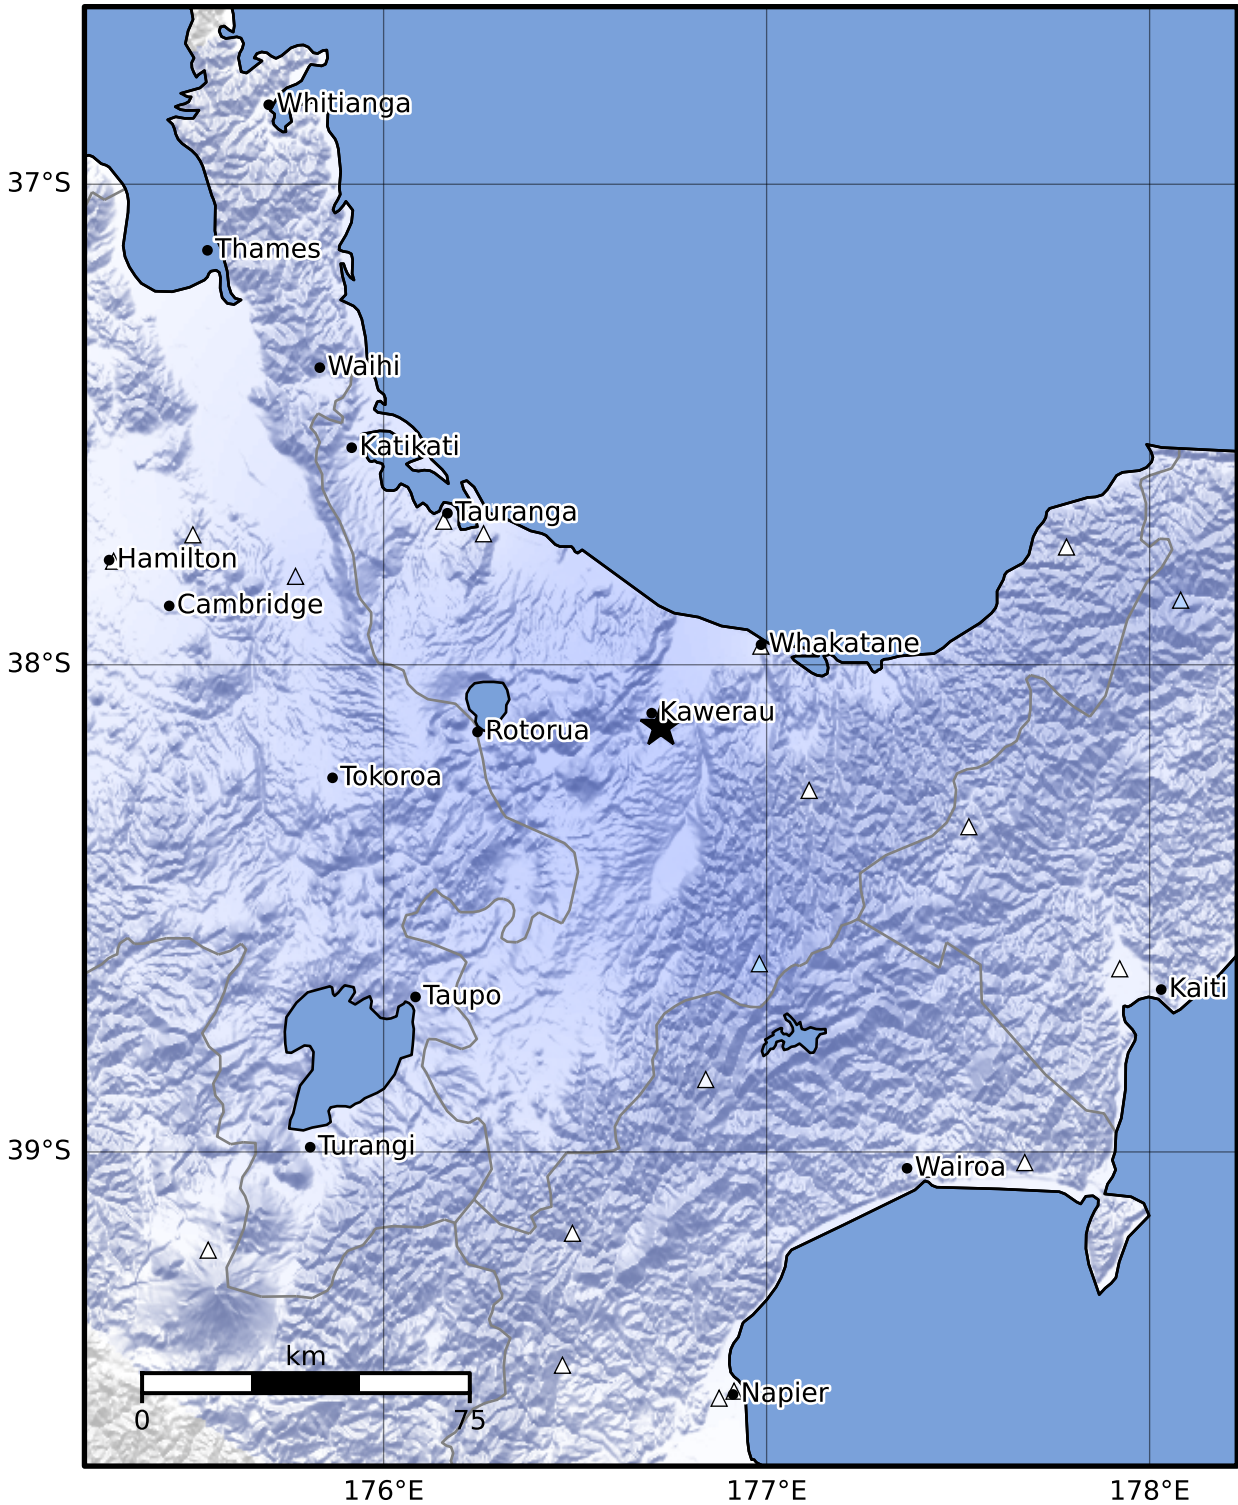 Whitianga
37°S
Thames
Waihi
Katikati
Tauranga
Hamilton
Cambridge
Whakatane
38°S
Kawerau
Rotorua
Tokoroa
Kaiti
Taupo
Turangi
39°S
Wairoa
km
Napier
0 75
176°E 177°E 178°E